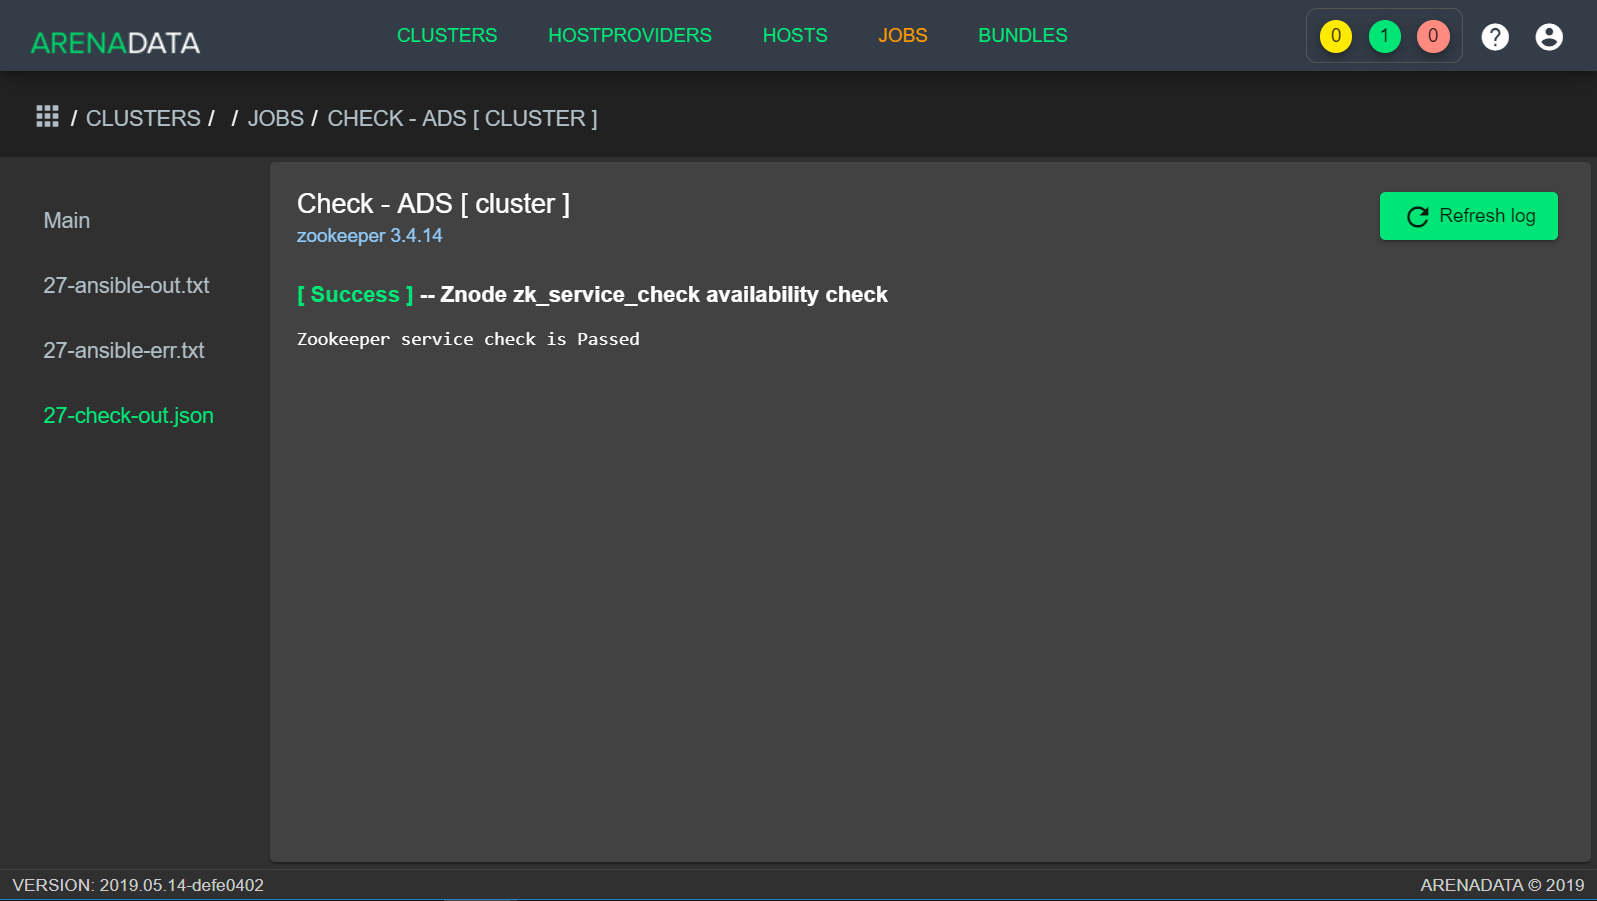 ARENADATA
CLUSTERS HOSTPROVIDERS HOSTS JOBS BUNDLES
0 1 0 ?
/ CLUSTERS / / JOBS / CHECK - ADS [ CLUSTER ]
Main
27-ansible-out.txt
27-ansible-err.txt
27-check-out.json
Check - ADS [ cluster ]
zookeeper 3.4.14
Refresh log
[ Success ] -- Znode zk_service_check availability check
Zookeeper service check is Passed
VERSION: 2019.05.14-defe0402
ARENADATA © 2019